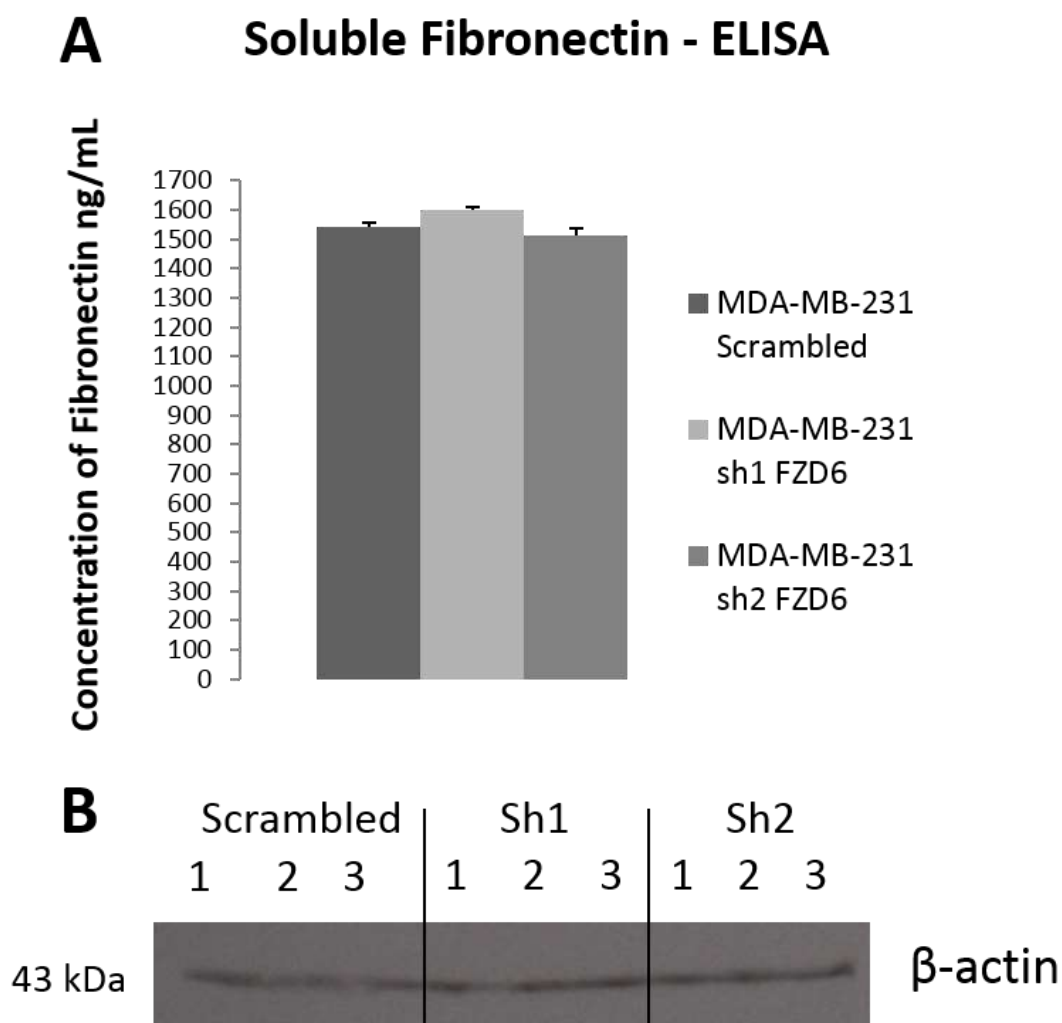 A
Soluble Fibronectin - ELISA
Concentration of Fibronectin ng/mL
1700
1600
1500
1400
1300
1200
1100
1000
900
800
700
600
500
400
300
200
100
0
MDA-MB-231
Scrambled
MDA-MB-231
sh1 FZD6
MDA-MB-231
sh2 FZD6
B
Scrambled Sh1 Sh2
1 2 3 1 2 3 1 2 3
43 kDa
β-actin